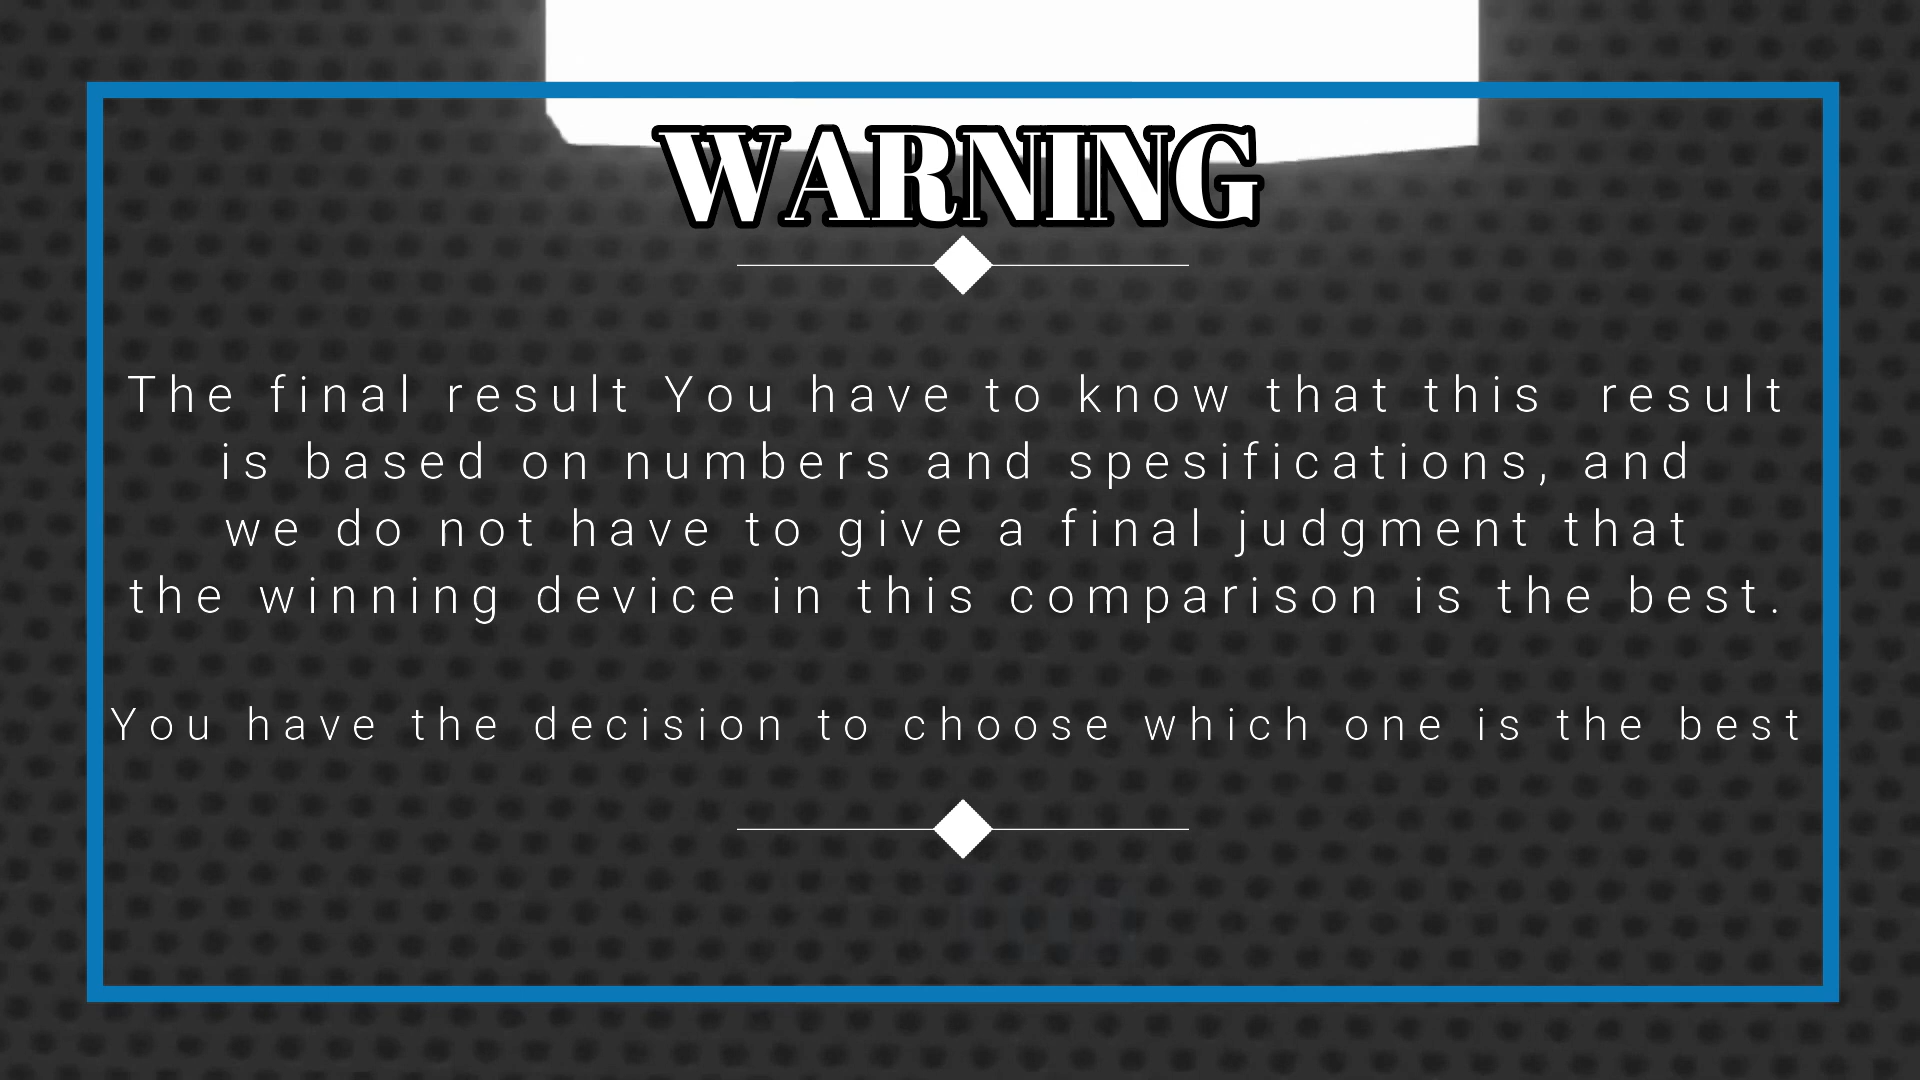 WARNING
The final result You have to know that this result
is based on numbers and spesifications, and
we do not have to give a final judgment that
the winning device in this comparison is the best.
You have the decision to choose which one is the best